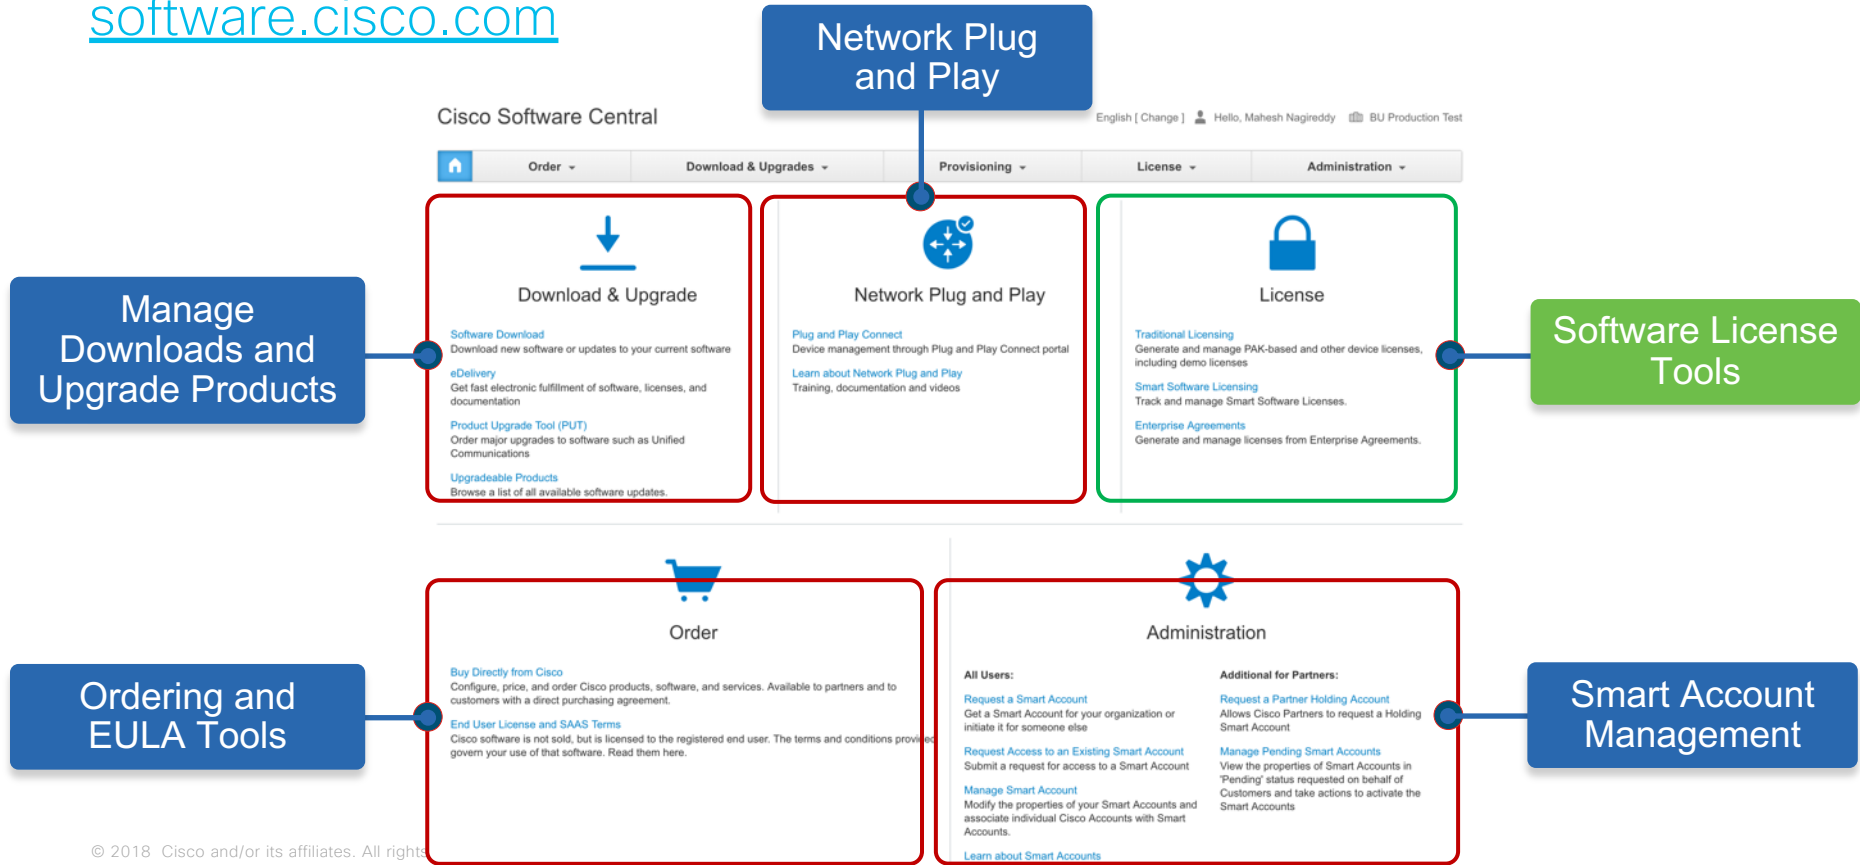 software.cisco.com
Network Plug
and Play
Cisco Software Central
English [ Change ] Hello, Mahesh Nagireddy BU Production Test
Order Download & Upgrades Provisioning License Administration
Download & Upgrade
Software Download
Download new software or updates to your current software
eDelivery
Get fast electronic fulfillment of software, licenses, and
documentation
Product Upgrade Tool (PUT)
Order major upgrades to software such as Unified
Communications
Upgradeable Products
Browse a list of all available software updates.
Network Plug and Play
Plug and Play Connect
Device management through Plug and Play Connect portal
Learn about Network Plug and Play
Training, documentation and videos
License
Traditional Licensing
Generate and manage PAK-based and other device licenses,
including demo licenses
Smart Software Licensing
Track and manage Smart Software Licenses.
Enterprise Agreements
Generate and manage licenses from Enterprise Agreements.
Manage
Downloads and
Upgrade Products
Software License
Tools
Order
Buy Directly from Cisco
Configure, price, and order Cisco products, software, and services. Available to partners and to
customers with a direct purchasing agreement.
End User License and SAAS Terms
Cisco software is not sold, but is licensed to the registered end user. The terms and conditions provided
govern your use of that software. Read them here.
Administration
All Users:
Request a Smart Account
Get a Smart Account for your organization or
initiate it for someone else
Request Access to an Existing Smart Account
Submit a request for access to a Smart Account
Manage Smart Account
Modify the properties of your Smart Accounts and
associate individual Cisco Accounts with Smart
Accounts.
Learn about Smart Accounts
Additional for Partners:
Request a Partner Holding Account
Allows Cisco Partners to request a Holding
Smart Account
Manage Pending Smart Accounts
View the properties of Smart Accounts in
'Pending' status requested on behalf of
Customers and take actions to activate the
Smart Accounts
Ordering and
EULA Tools
Smart Account
Management
© 2018 Cisco and/or its affiliates. All rights